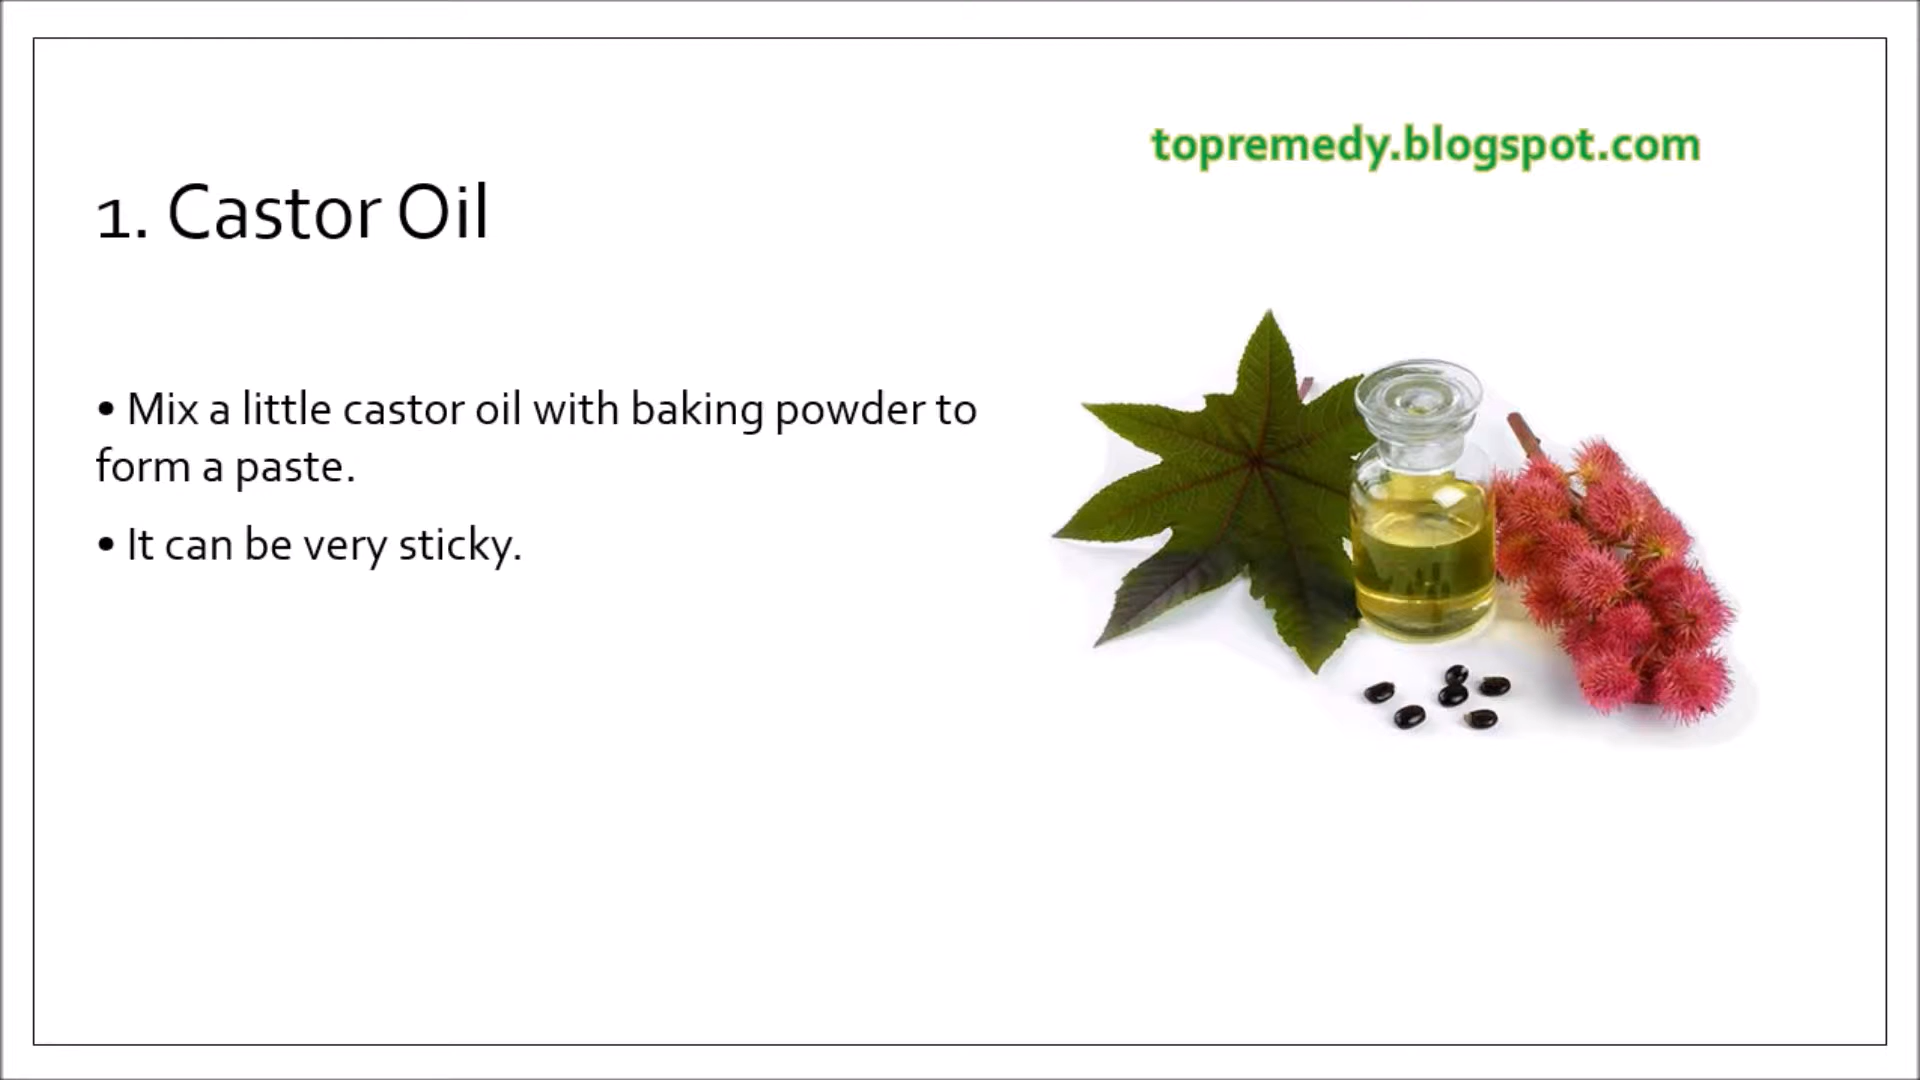 topremedy.blogspot.com
1. Castor Oil
• Mix a little castor oil with baking powder to
form a paste.
• It can be very sticky.